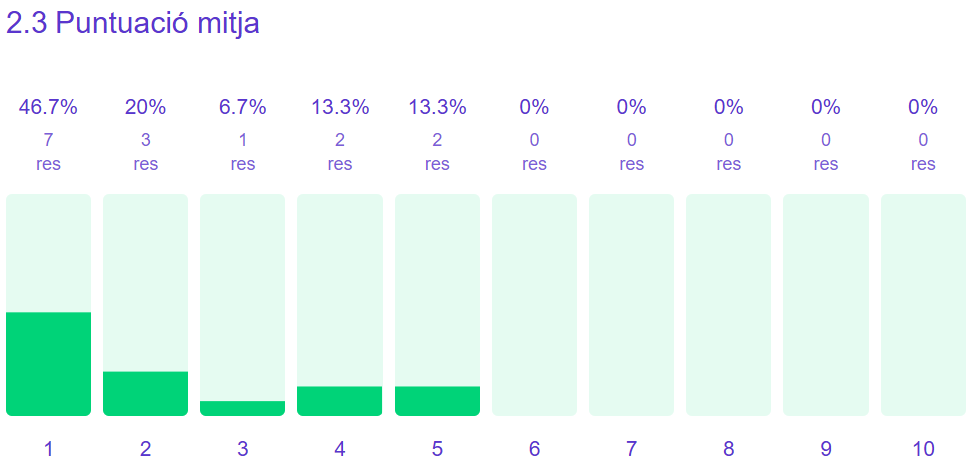 2.3 Puntuació mitja
46.7% 20% 6.7% 13.3% 13.3% 0% 0% 0% 0% 0%
7 3 1 2 2 0 0 0 0 0
res res res res res res res res res res
1 2 3 4 5 6 7 8 9 10